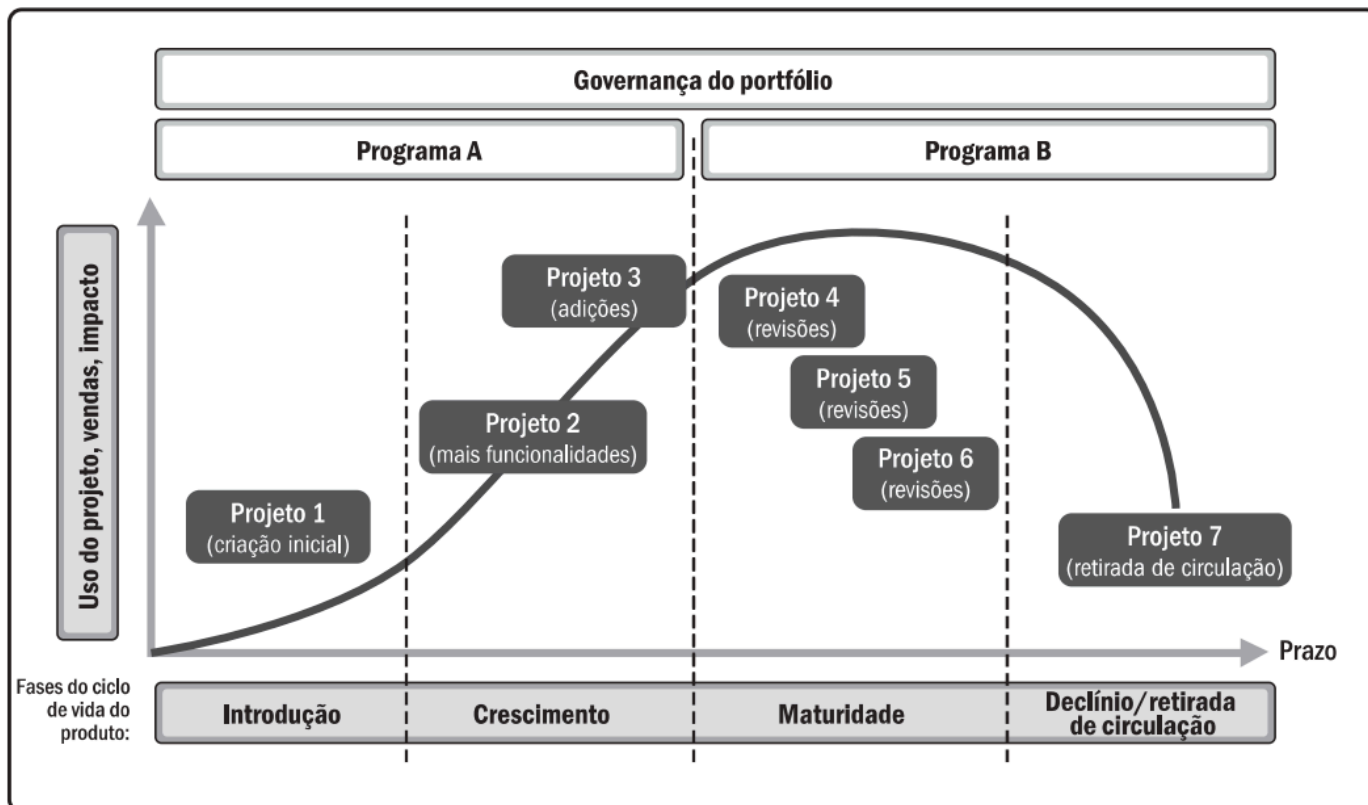 Governança do portfólio
Programa A
Programa B
Uso do projeto, vendas, impacto
Projeto 1
(criação inicial)
Projeto 2
(mais funcionalidades)
Projeto 3
(adições)
Projeto 4
(revisões)
Projeto 5
(revisões)
Projeto 6
(revisões)
Projeto 7
(retirada de circulação)
Prazo
Fases do ciclo
de vida do
produto:
Introdução
Crescimento
Maturidade
Declínio/retirada
de circulação